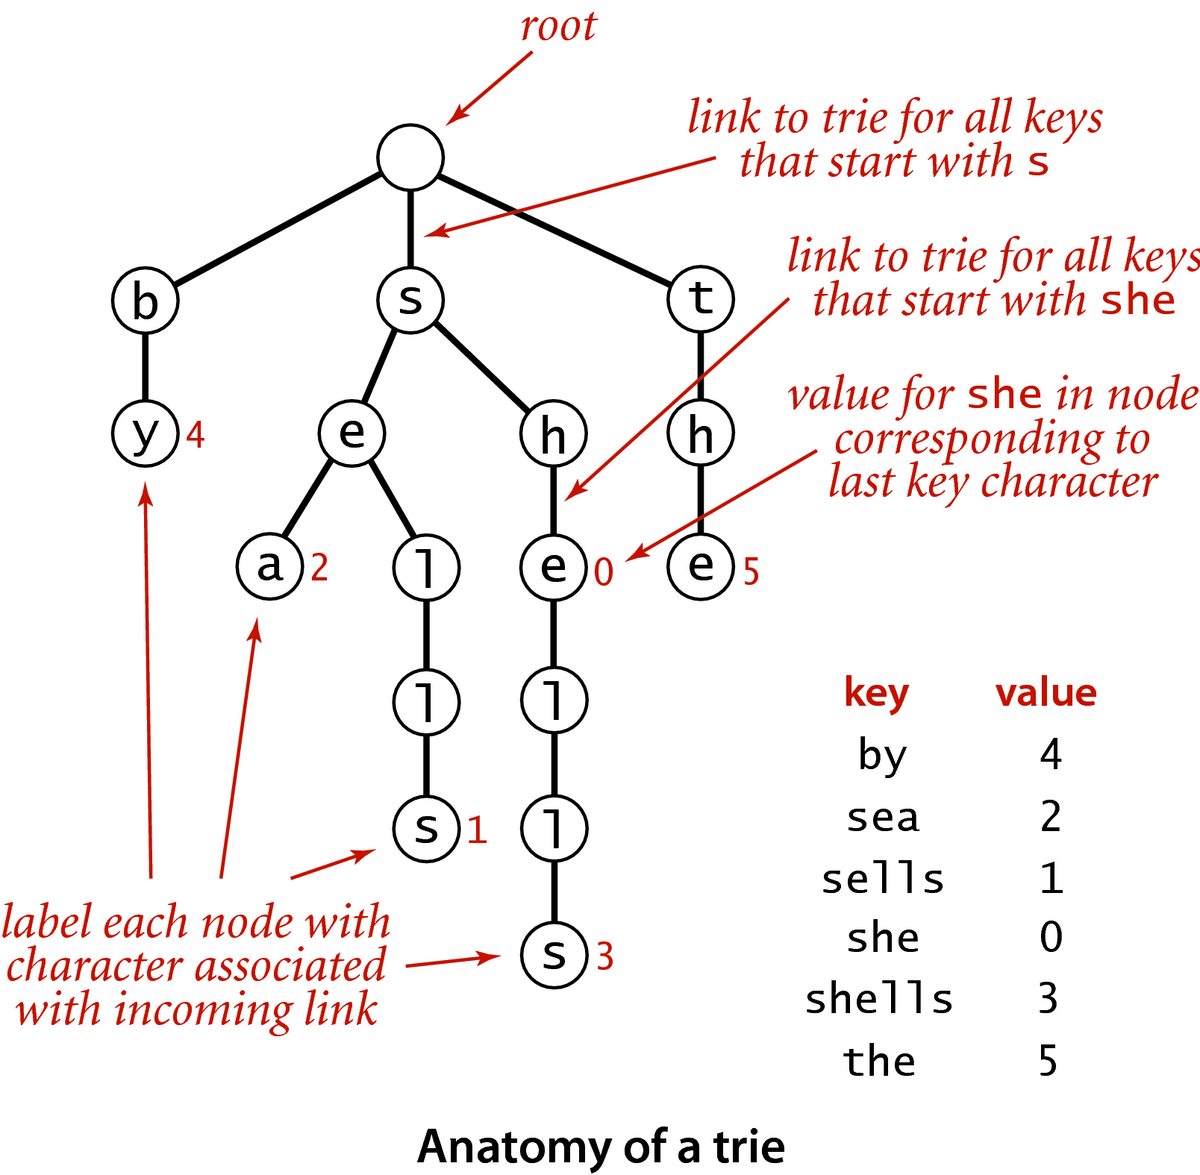 root
link to trie for all keys
that start with s
link to trie for all keys
that start with she
b
s
t
value for she in node
corresponding to
last key character
y 4
e
h
h
a 2
l
e 0
e 5
l
l
key value
by 4
s 1
l
sea 2
sells 1
label each node with
character associated
with incoming link
s 3
she 0
shells 3
the 5
Anatomy of a trie